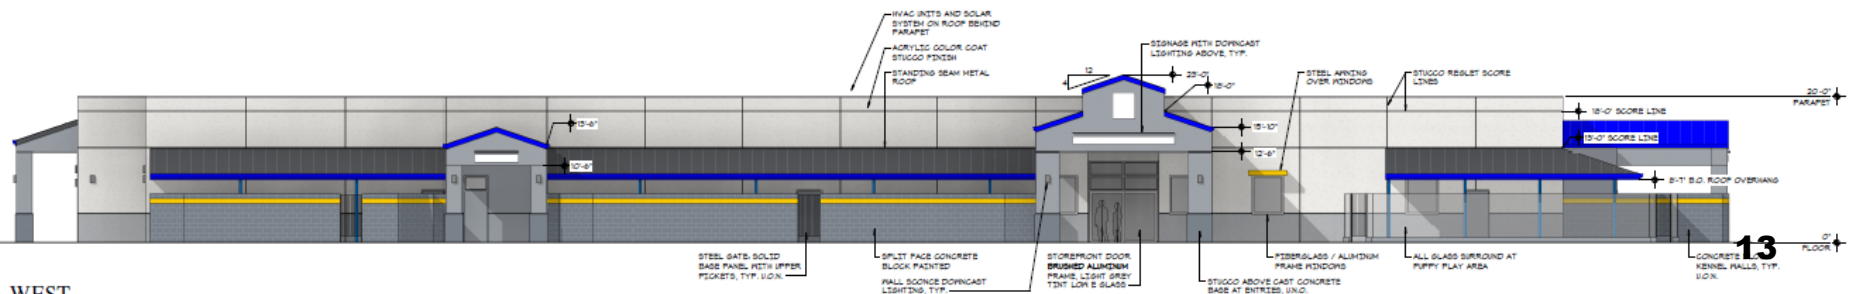 HVAC UNITS AND SOLAR
SYSTEM ON ROOF BEHIND
PARAPET
ACRYLIC COLOR COAT
STUCCO FINISH
STANDING SEAM METAL
ROOF
SIGNAGE WITH DOWNCAST
LIGHTING ABOVE, TYP.
12
4
23'-0"
18'-0"
STEEL AWNING
OVER WINDOWS
STUCCO REGLET SCORE
LINES
20'-0"
PARAPET
18'-0" SCORE LINE
13'-0" SCORE LINE
13'-6"
10'-6"
15'-10"
12'-6"
B.O. ROOF OVERHANG
0"
FLOOR
13
STEEL GATE: SOLID
BASE PANEL WITH UPPER
PICKETS, TYP. U.O.N.
SPLIT FACE CONCRETE
BLOCK PAINTED
WALL SCONCE DOWNCAST
LIGHTING, TYP.
STOREFRONT DOOR
BRUSHED ALUMINUM
FRAME, LIGHT GREY
TINT LOW E GLASS
STUCCO ABOVE CAST CONCRETE
BASE AT ENTRIES, U.N.O.
FIBERGLASS / ALUMINUM
FRAME WINDOWS
ALL GLASS SURROUND AT
PUPPY PLAY AREA
CONCRETE
KENNEL WALLS, TYP.
U.O.N.
WEST